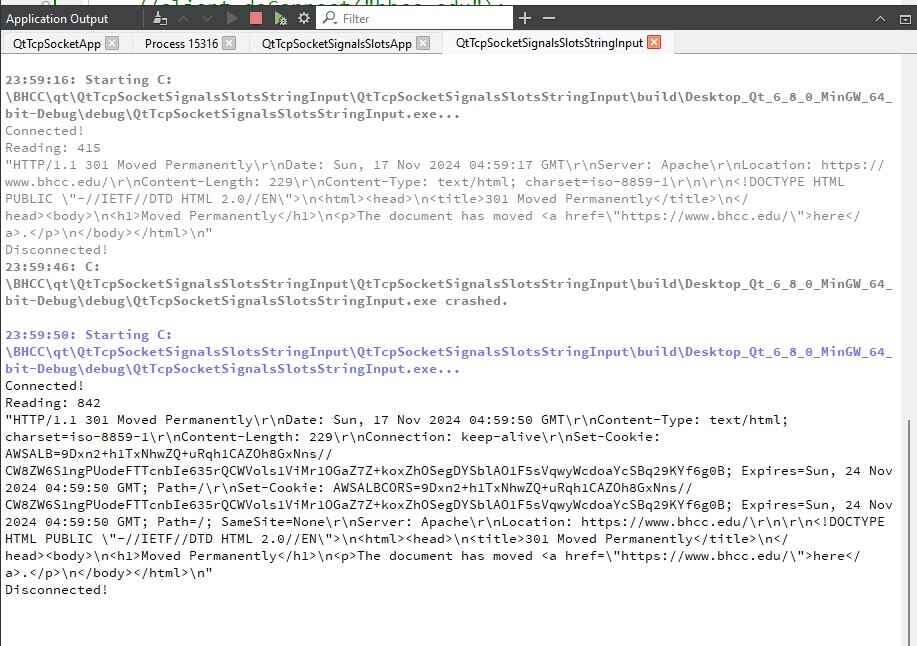 //client.doConnect("bhcc.edu");
Application Output
Filter
QtTcpSocketApp
Process 15316
QtTcpSocketSignalsSlotsApp
QtTcpSocketSignalsSlotsStringInput
23:59:16: Starting C:
\BHCC\qt\QtTcpSocketSignalsSlotsStringInput\QtTcpSocketSignalsSlotsStringInput\build\Desktop_Qt_6_8_0_MinGW_64_
bit-Debug\debug\QtTcpSocketSignalsSlotsStringInput.exe...
Connected!
Reading: 415
"HTTP/1.1 301 Moved Permanently\r\nDate: Sun, 17 Nov 2024 04:59:17 GMT\r\nServer: Apache\r\nLocation: https://
www.bhcc.edu/\r\nContent-Length: 229\r\nContent-Type: text/html; charset=iso-8859-1\r\n\r\n<!DOCTYPE HTML
PUBLIC \"-//IETF//DTD HTML 2.0//EN\">\n<html><head>\n<title>301 Moved Permanently</title>\n</
head><body>\n<h1>Moved Permanently</h1>\n<p>The document has moved <a href=\"https://www.bhcc.edu/\">here</
a>.</p>\n</body></html>\n"
Disconnected!
23:59:46: C:
\BHCC\qt\QtTcpSocketSignalsSlotsStringInput\QtTcpSocketSignalsSlotsStringInput\build\Desktop_Qt_6_8_0_MinGW_64_
bit-Debug\debug\QtTcpSocketSignalsSlotsStringInput.exe crashed.
23:59:50: Starting C:
\BHCC\qt\QtTcpSocketSignalsSlotsStringInput\QtTcpSocketSignalsSlotsStringInput\build\Desktop_Qt_6_8_0_MinGW_64_
bit-Debug\debug\QtTcpSocketSignalsSlotsStringInput.exe...
Connected!
Reading: 842
"HTTP/1.1 301 Moved Permanently\r\nDate: Sun, 17 Nov 2024 04:59:50 GMT\r\nContent-Type: text/html;
charset=iso-8859-1\r\nContent-Length: 229\r\nConnection: keep-alive\r\nSet-Cookie:
AWSALB=9Dxn2+h1TxNhwZQ+uRqh1CAZOh8GxNns//
CW8ZW6S1ngPUodeFTTcnbIe635rQCWVols1ViMr1OGaZ7Z+koxZhOSegDYSblAO1F5sVqwyWcdoaYcSBq29KYf6g0B; Expires=Sun, 24 Nov
2024 04:59:50 GMT; Path=/\r\nSet-Cookie: AWSALBCORS=9Dxn2+h1TxNhwZQ+uRqh1CAZOh8GxNns//
CW8ZW6S1ngPUodeFTTcnbIe635rQCWVols1ViMr1OGaZ7Z+koxZhOSegDYSblAO1F5sVqwyWcdoaYcSBq29KYf6g0B; Expires=Sun, 24 Nov
2024 04:59:50 GMT; Path=/; SameSite=None\r\nServer: Apache\r\nLocation: https://www.bhcc.edu/\r\n\r\n<!DOCTYPE
HTML PUBLIC \"-//IETF//DTD HTML 2.0//EN\">\n<html><head>\n<title>301 Moved Permanently</title>\n</
head><body>\n<h1>Moved Permanently</h1>\n<p>The document has moved <a href=\"https://www.bhcc.edu/\">here</
a>.</p>\n</body></html>\n"
Disconnected!